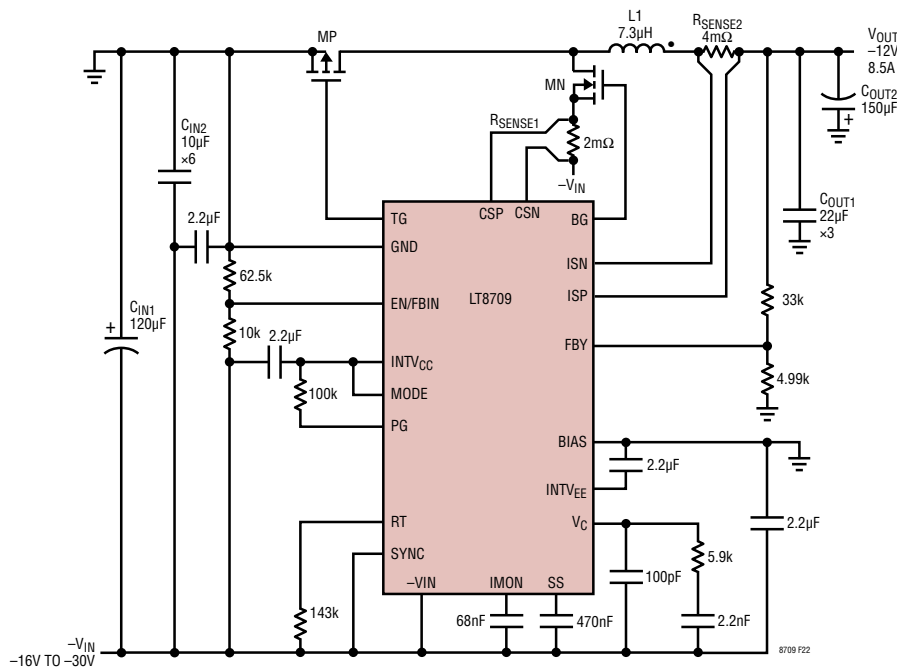 L1
7.3µH
RSENSE2
4mΩ
VOUT
–12V
8.5A
MP
MN
COUT2
150µF
+
CIN2
10µF
×6
RSENSE1
2mΩ
–VIN
2.2µF
TG
CSP
CSN
BG
COUT1
22µF
×3
GND
ISN
62.5k
LT8709
ISP
EN/FBIN
33k
+
CIN1
120µF
10k
2.2µF
FBY
INTVCC
4.99k
100k
MODE
PG
BIAS
2.2µF
INTVEE
2.2µF
RT
VC
5.9k
SYNC
100pF
–VIN
IMON
SS
143k
68nF
470nF
2.2nF
–VIN
–16V TO –30V
8709 F22